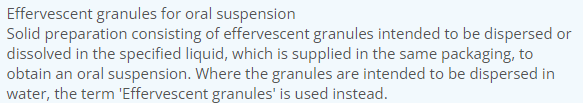 Effervescent granules for oral suspension
Solid preparation consisting of effervescent granules intended to be dispersed or
dissolved in the specified liquid, which is supplied in the same packaging, to
obtain an oral suspension. Where the granules are intended to be dispersed in
water, the term 'Effervescent granules' is used instead.